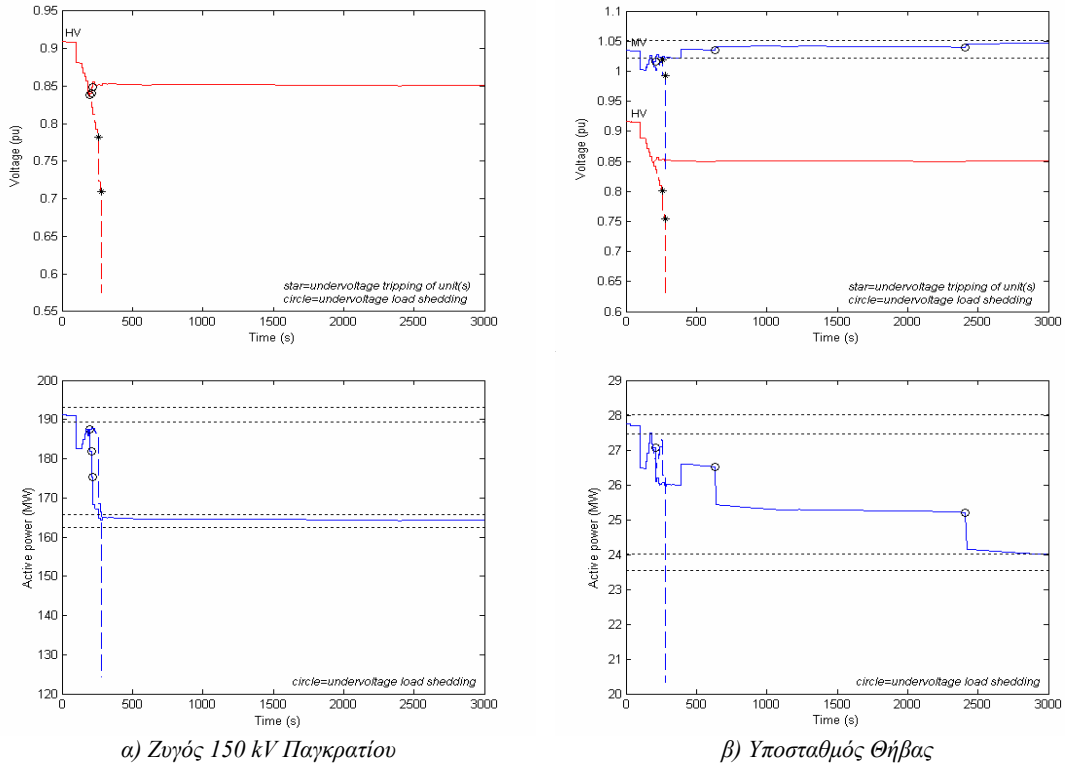 0.95
0.9
0.85
0.8
0.75
0.7
0.65
0.6
0.55
Voltage (pu)
HV
star=undervoltage tripping of unit(s)
circle=undervoltage load shedding
0 500 1000 1500 2000 2500 3000
Time (s)
1.1
1.05
1
0.95
0.9
0.85
0.8
0.75
0.7
0.65
0.6
Voltage (pu)
MV
HV
star=undervoltage tripping of unit(s)
circle=undervoltage load shedding
0 500 1000 1500 2000 2500 3000
Time (s)
200
190
180
170
160
150
140
130
120
Active power (MW)
circle=undervoltage load shedding
0 500 1000 1500 2000 2500 3000
Time (s)
29
28
27
26
25
24
23
22
21
20
Active power (MW)
circle=undervoltage load shedding
0 500 1000 1500 2000 2500 3000
Time (s)
α) Ζυγός 150 kV Παγκρατίου
β) Υποσταθμός Θήβας